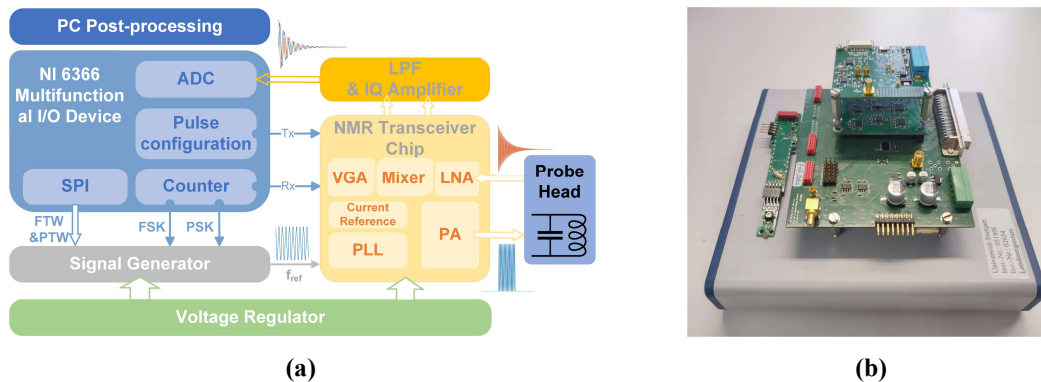 PC Post-processing
NI 6366
Multifunction
al I/O Device
ADC
Pulse
configuration
SPI
Counter
LPF
& IQ Amplifier
NMR Transceiver
Chip
Tx
Rx
VGA
Mixer
LNA
Current
Reference
PLL
PA
Probe
Head
FTW
&PTW
FSK
PSK
Signal Generator
fref
Voltage Regulator
Universität Stuttgart
(a)
(b)